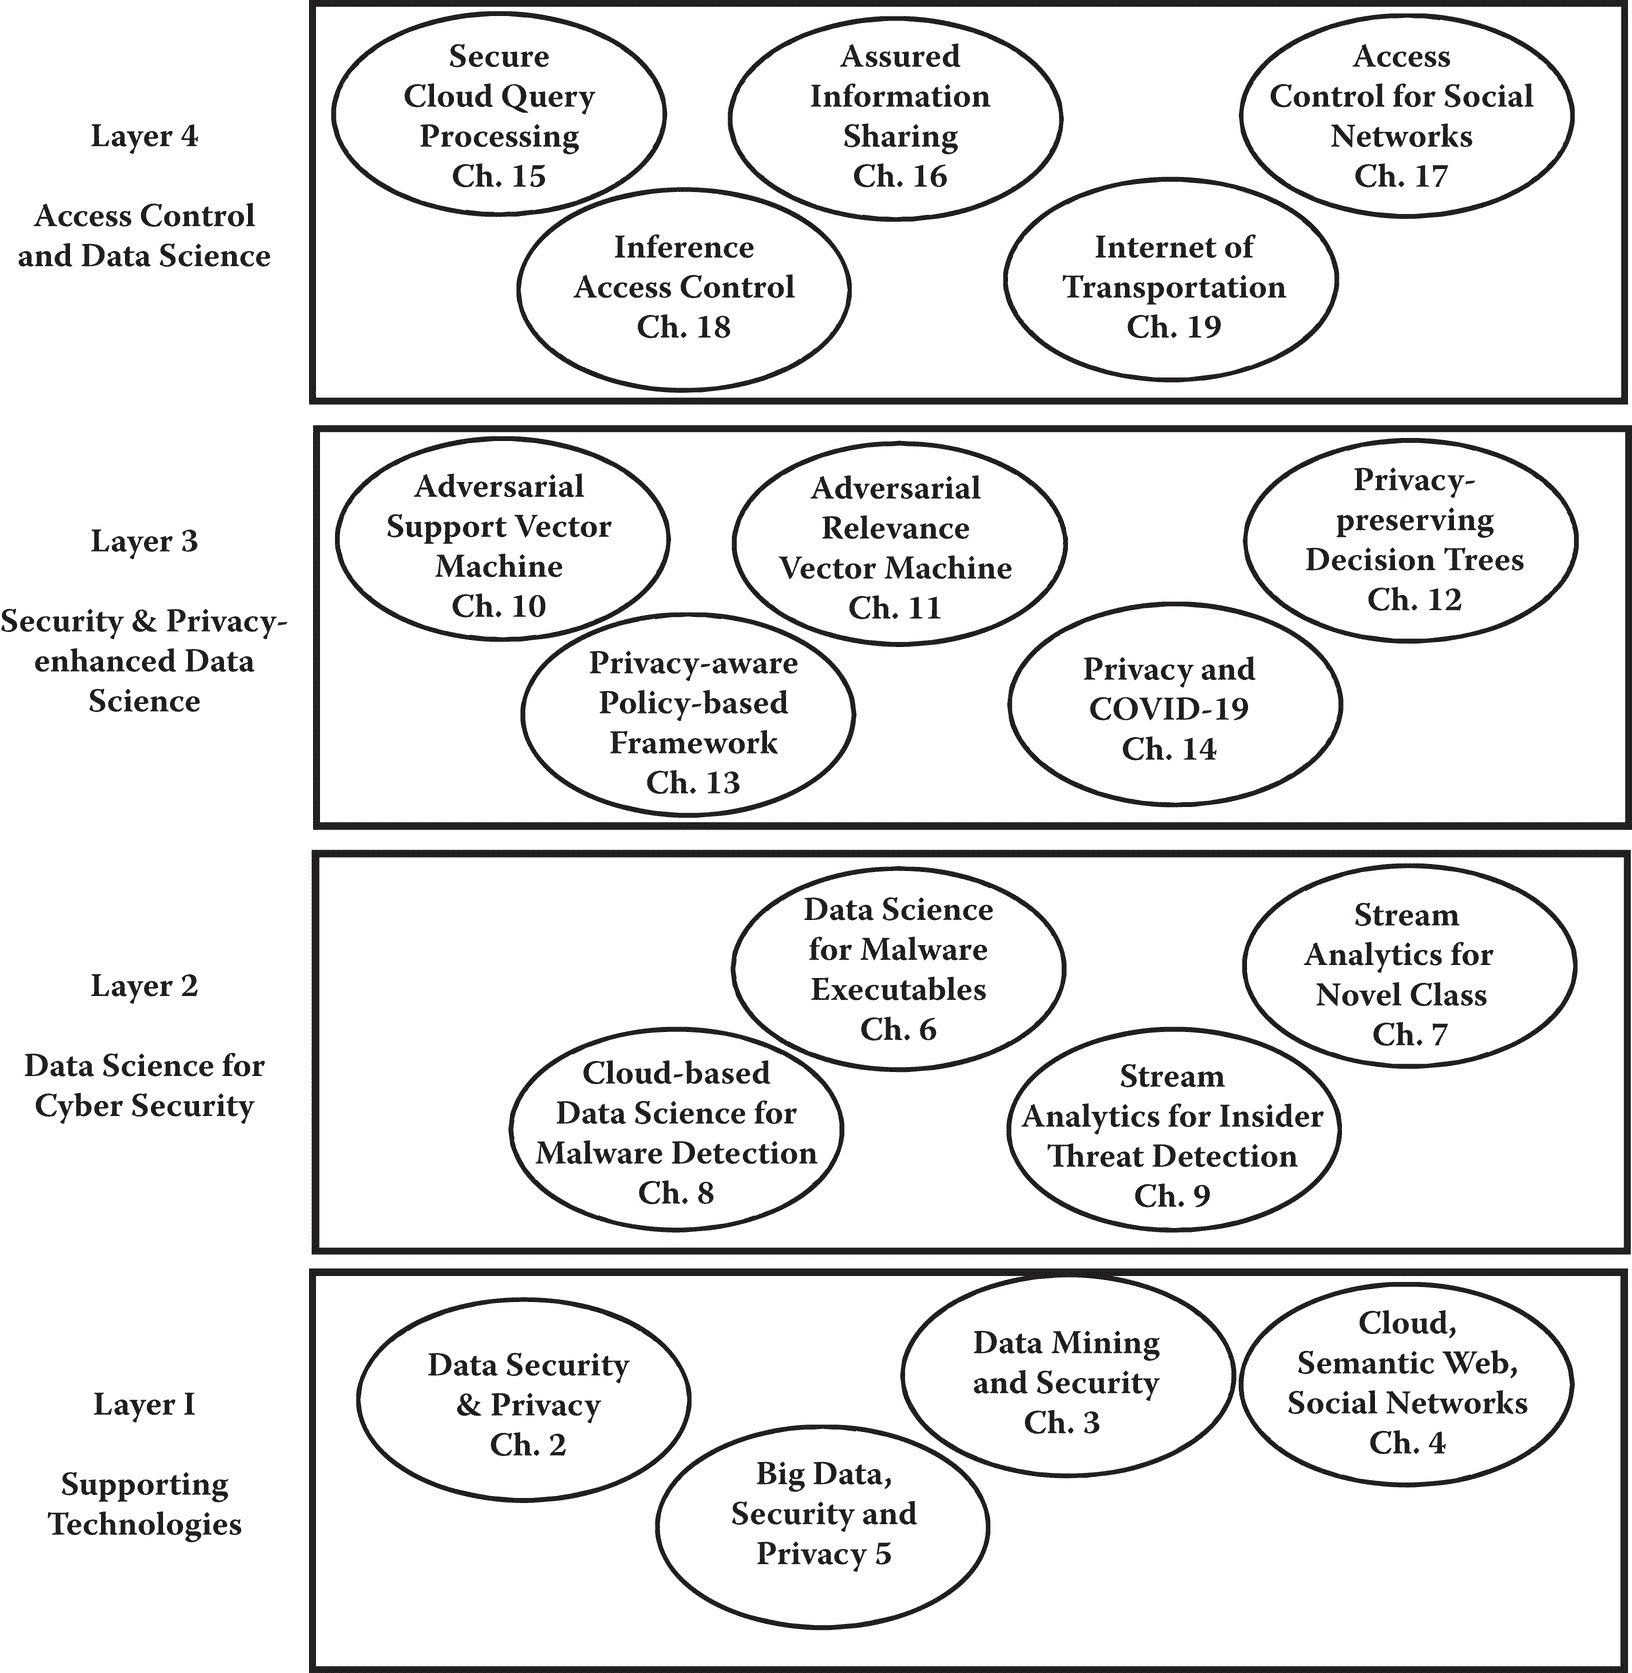 Layer 4
Access Control
and Data Science
Secure
Cloud Query
Processing
Ch. 15
Assured
Information
Sharing
Ch. 16
Access
Control for Social
Networks
Ch. 17
Inference
Access Control
Ch. 18
Internet of
Transportation
Ch. 19
Layer 3
Security & Privacy-
enhanced Data
Science
Adversarial
Support Vector
Machine
Ch. 10
Adversarial
Relevance
Vector Machine
Ch. 11
Privacy-
preserving
Decision Trees
Ch. 12
Privacy-aware
Policy-based
Framework
Ch. 13
Privacy and
COVID-19
Ch. 14
Layer 2
Data Science for
Cyber Security
Data Science
for Malware
Executables
Ch. 6
Stream
Analytics for
Novel Class
Ch. 7
Cloud-based
Data Science for
Malware Detection
Ch. 8
Stream
Analytics for Insider
Threat Detection
Ch. 9
Layer I
Supporting
Technologies
Data Security
& Privacy
Ch. 2
Data Mining
and Security
Ch. 3
Cloud,
Semantic Web,
Social Networks
Ch. 4
Big Data,
Security and
Privacy 5